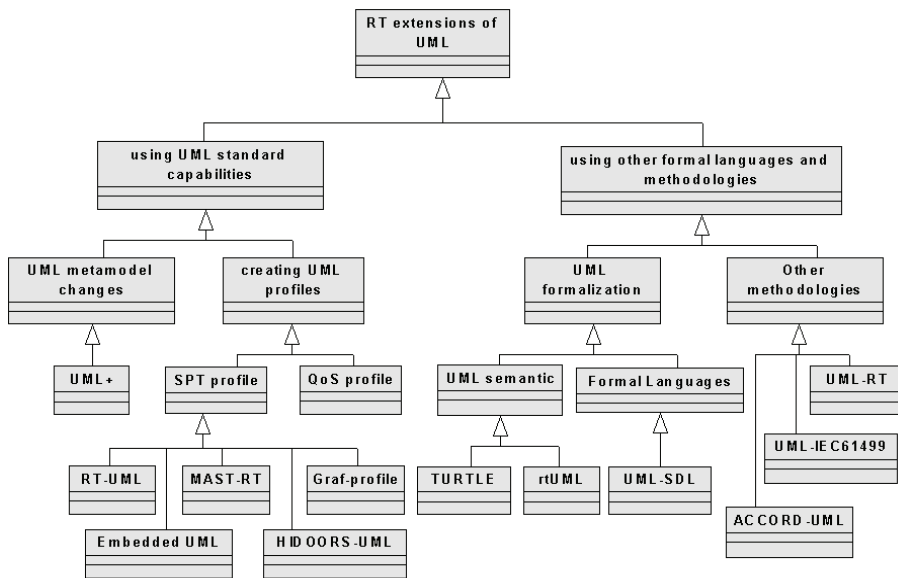 RT extensions of
UML
using UML standard
capabilities
using other formal languages and
methodologies
UML metamodel
changes
creating UML
profiles
UML
formalization
Other
methodologies
UML+
SPT profile
QoS profile
UML semantic
Formal Languages
UML-RT
UML-IEC61499
RT-UML
MAST-RT
Graf-profile
TURTLE
rtUML
UML-SDL
ACCORD-UML
Embedded UML
HIDOORS-UML